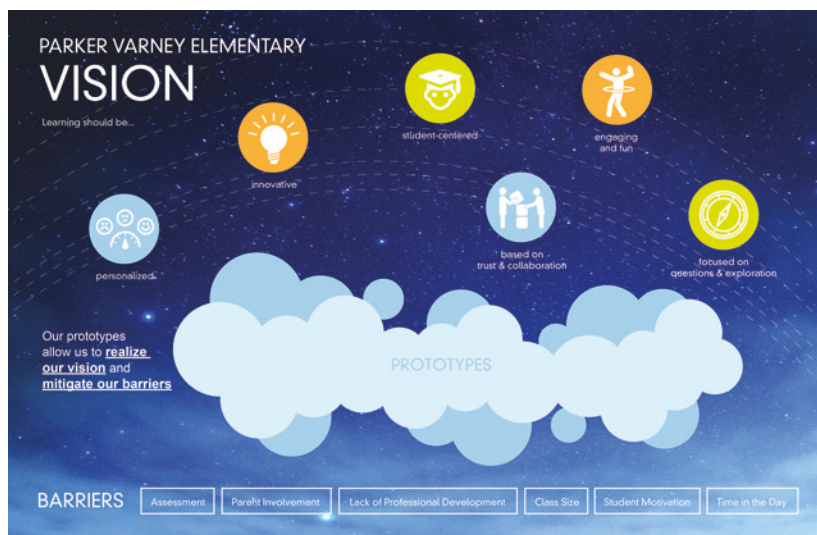 PARKER VARNEY ELEMENTARY
VISION
Learning should be...
student-centered
engaging
and fun
innovative
personalized
based on
trust & collaboration
focused on
questions & exploration
Our prototypes
allow us to realize
our vision and
mitigate our barriers
PROTOTYPES
BARRIERS
Assessment
Parent Involvement
Lack of Professional Development
Class Size
Student Motivation
Time in the Day